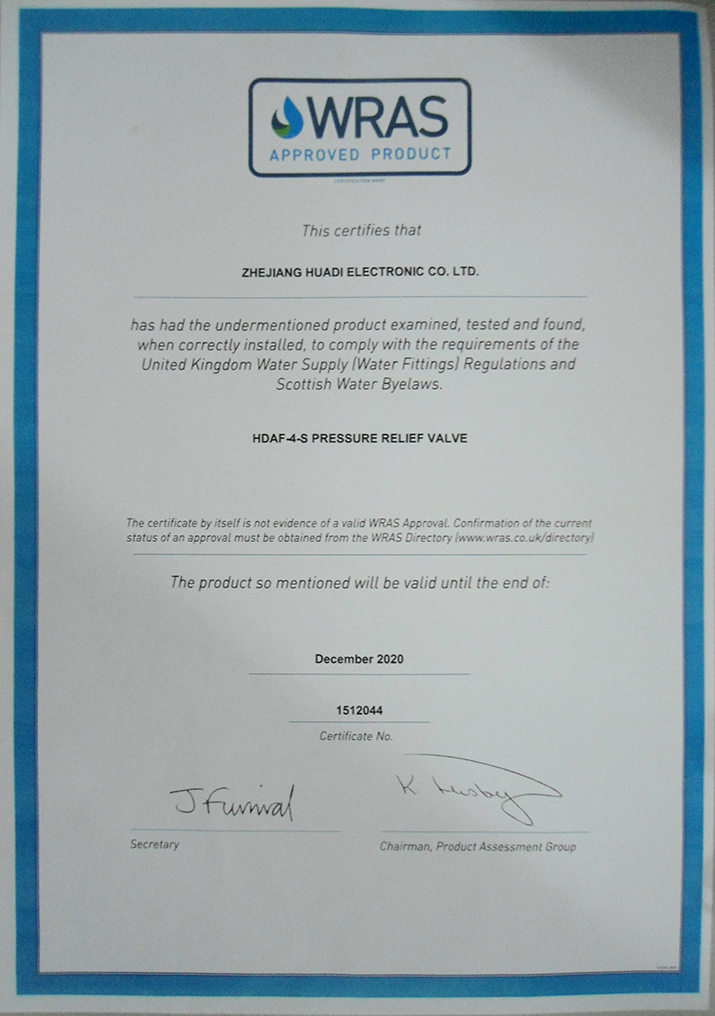 WRAS
APPROVED PRODUCT
CERTIFICATION MARK
This certifies that
ZHEJIANG HUADI ELECTRONIC CO. LTD.
has had the undermentioned product examined, tested and found,
when correctly installed, to comply with the requirements of the
United Kingdom Water Supply (Water Fittings) Regulations and
Scottish Water Byelaws.
HDAF-4-S PRESSURE RELIEF VALVE
The certificate by itself is not evidence of a valid WRAS Approval. Confirmation of the current
status of an approval must be obtained from the WRAS Directory (www.wras.co.uk/directory)
The product so mentioned will be valid until the end of:
December 2020
1512044
Certificate No.
J Furnival
K.
Secretary
Chairman, Product Assessment Group